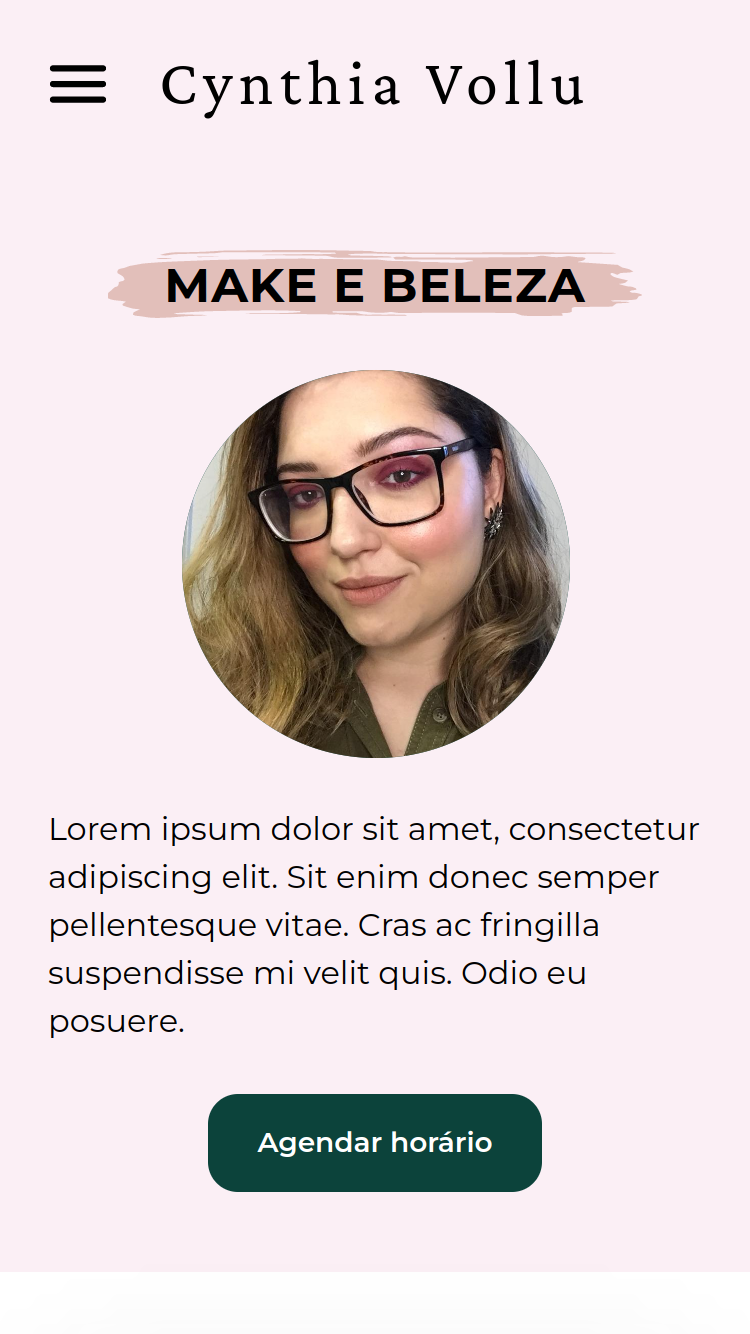 Cynthia Vollu
MAKE E BELEZA
Lorem ipsum dolor sit amet, consectetur
adipiscing elit. Sit enim donec semper
pellentesque vitae. Cras ac fringilla
suspendisse mi velit quis. Odio eu
posuere.
Agendar horário